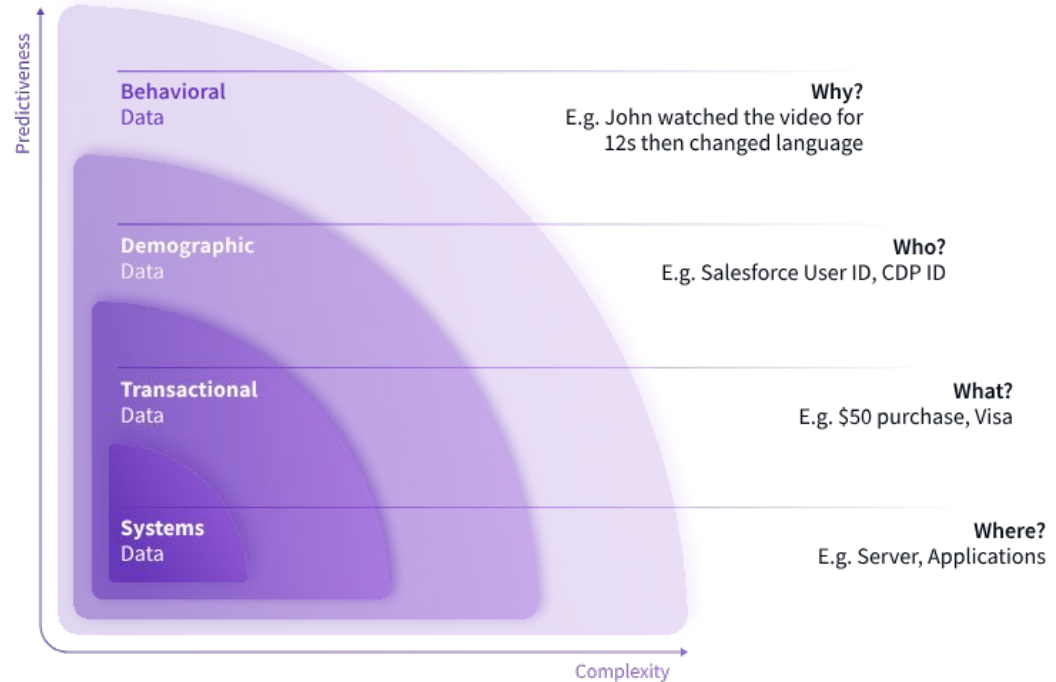 Predictiveness
Behavioral
Data
Why?
E.g. John watched the video for
12s then changed language
Demographic
Data
Who?
E.g. Salesforce User ID, CDP ID
Transactional
Data
What?
E.g. $50 purchase, Visa
Systems
Data
Where?
E.g. Server, Applications
Complexity